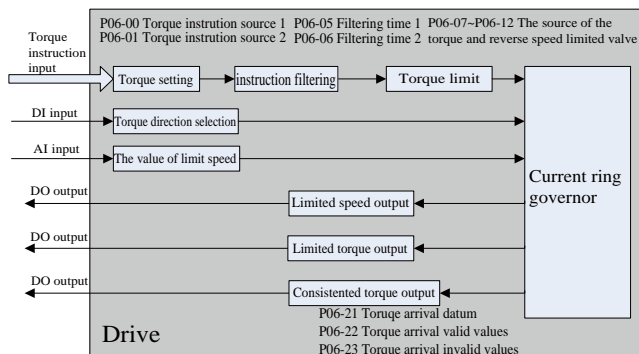 P06-00 Torque instrution source 1 P06-05 Filtering time 1 P06-07~P06-12 The source of the
P06-01 Torque instrution source 2 P06-06 Filtering time 2 torque and reverse speed limited valve
Torque
instruction
input
Torque setting
instruction filtering
Torque limit
DI input
Torque direction selection
AI input
The value of limit speed
Current ring
governor
DO output
Limited speed output
DO output
Limited torque output
DO output
Consistented torque output
P06-21 Toruqe arrival datum
P06-22 Torque arrival valid values
P06-23 Torque arrival invalid values
Drive